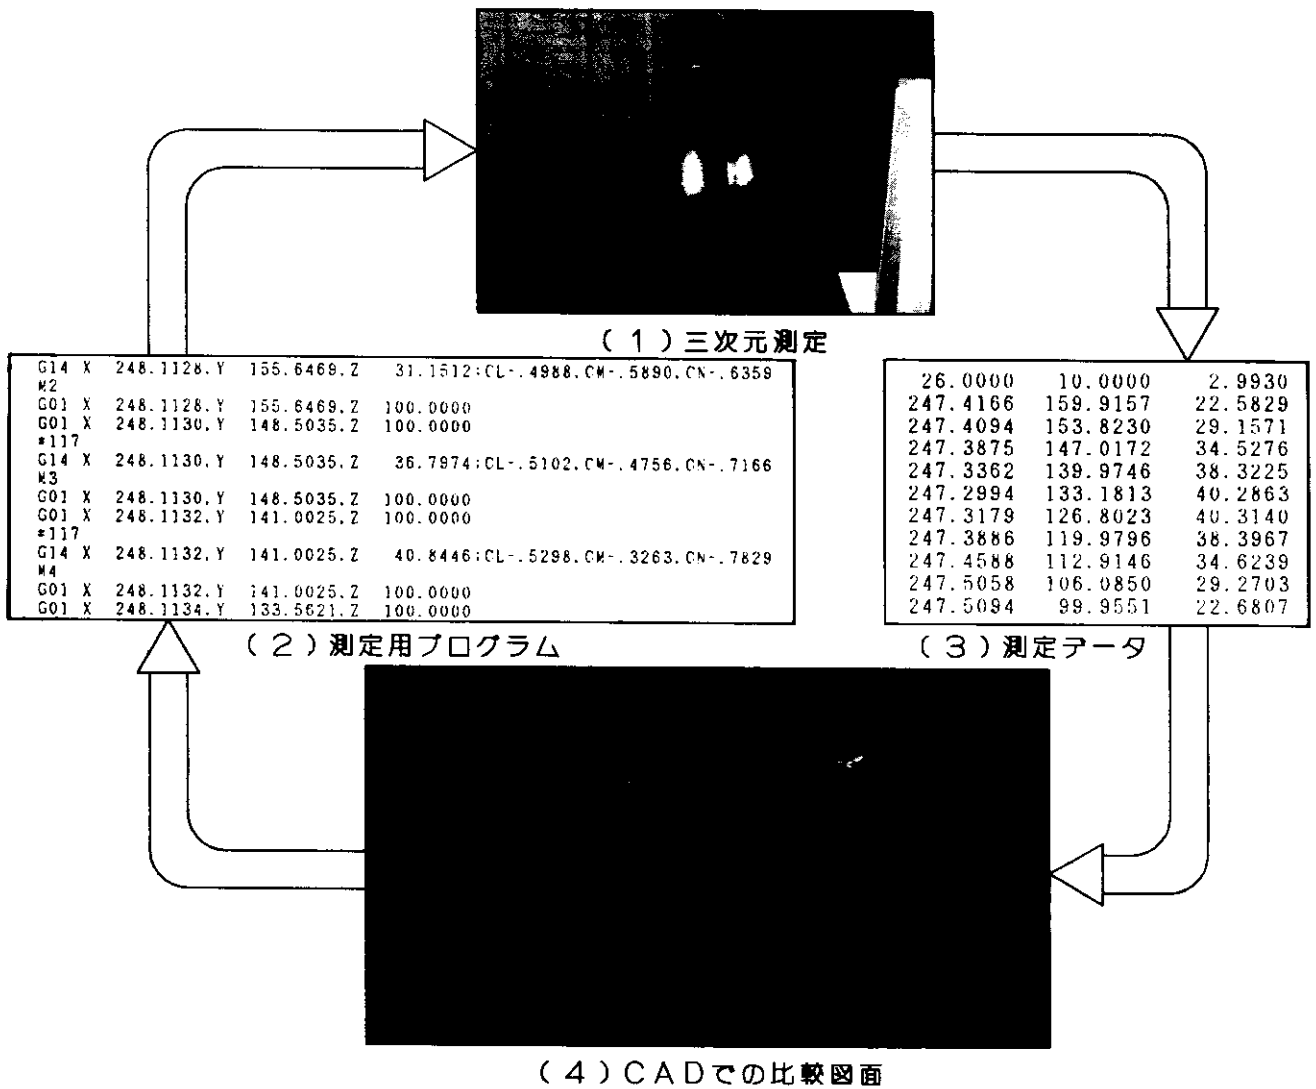 (1)三次元測定
G14 X 248.1128,Y 155.6469,Z 31.1512;CL-.4988,CM-.5890,CN-.6359
M2
G01 X 248.1128,Y 155.6469,Z 100.0000
G01 X 248.1130,Y 148.5035,Z 100.0000
*117
G14 X 248.1130,Y 148.5035,Z 36.7974;CL-.5102,CM-.4756,CN-.7166
M3
G01 X 248.1130,Y 148.5035,Z 100.0000
G01 X 248.1132,Y 141.0025,Z 100.0000
*117
G14 X 248.1132,Y 141.0025,Z 40.8446;CL-.5298,CM-.3263,CN-.7829
M4
G01 X 248.1132,Y 141.0025,Z 100.0000
G01 X 248.1134,Y 133.5621,Z 100.0000
(2)測定用プログラム
26.0000 10.0000 2.9930
247.4166 159.9157 22.5829
247.4094 153.8230 29.1571
247.3875 147.0172 34.5276
247.3362 139.9746 38.3225
247.2994 133.1813 40.2863
247.3179 126.8023 40.3140
247.3886 119.9796 38.3967
247.4588 112.9146 34.6239
247.5058 106.0850 29.2703
247.5094 99.9551 22.6807
(3)測定データ
(4)CADでの比較図面